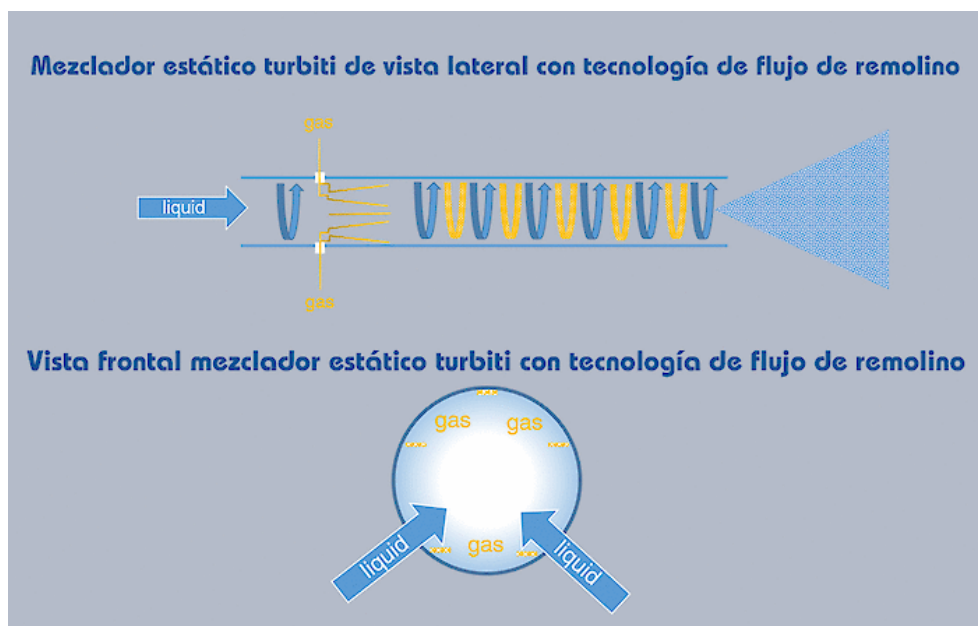 Mezclador estático turbiti de vista lateral con tecnología de flujo de remolino
gas
liquid
gas
Vista frontal mezclador estático turbiti con tecnología de flujo de remolino
gas gas
gas
liquid liquid